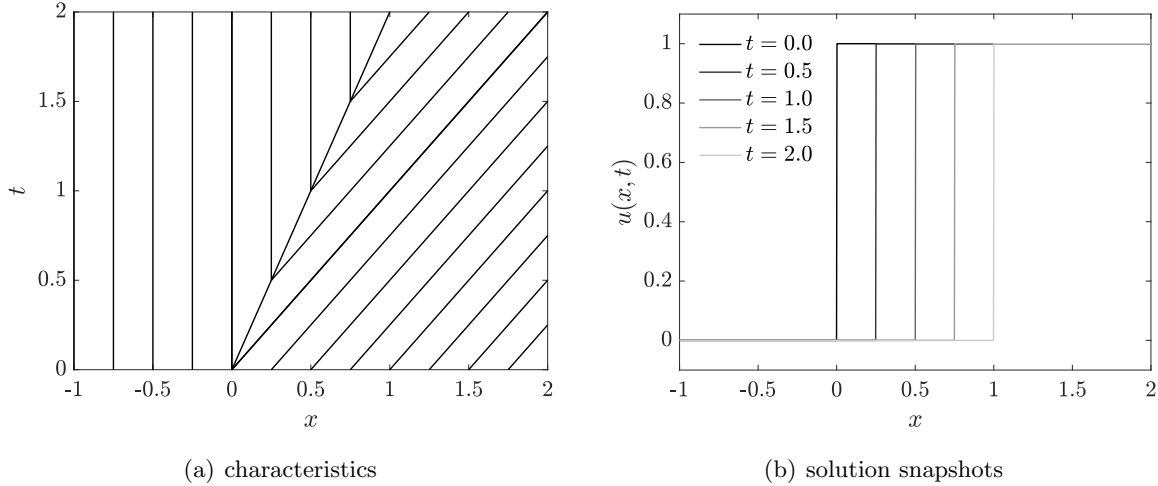 2
1.5
t
1
0.5
0
-1 -0.5 0 0.5 1 1.5 2
x
(a) characteristics
t = 0.0
t = 0.5
t = 1.0
t = 1.5
t = 2.0
1
0.8
0.6
u(x, t)
0.4
0.2
0
-1 -0.5 0 0.5 1 1.5 2
x
(b) solution snapshots